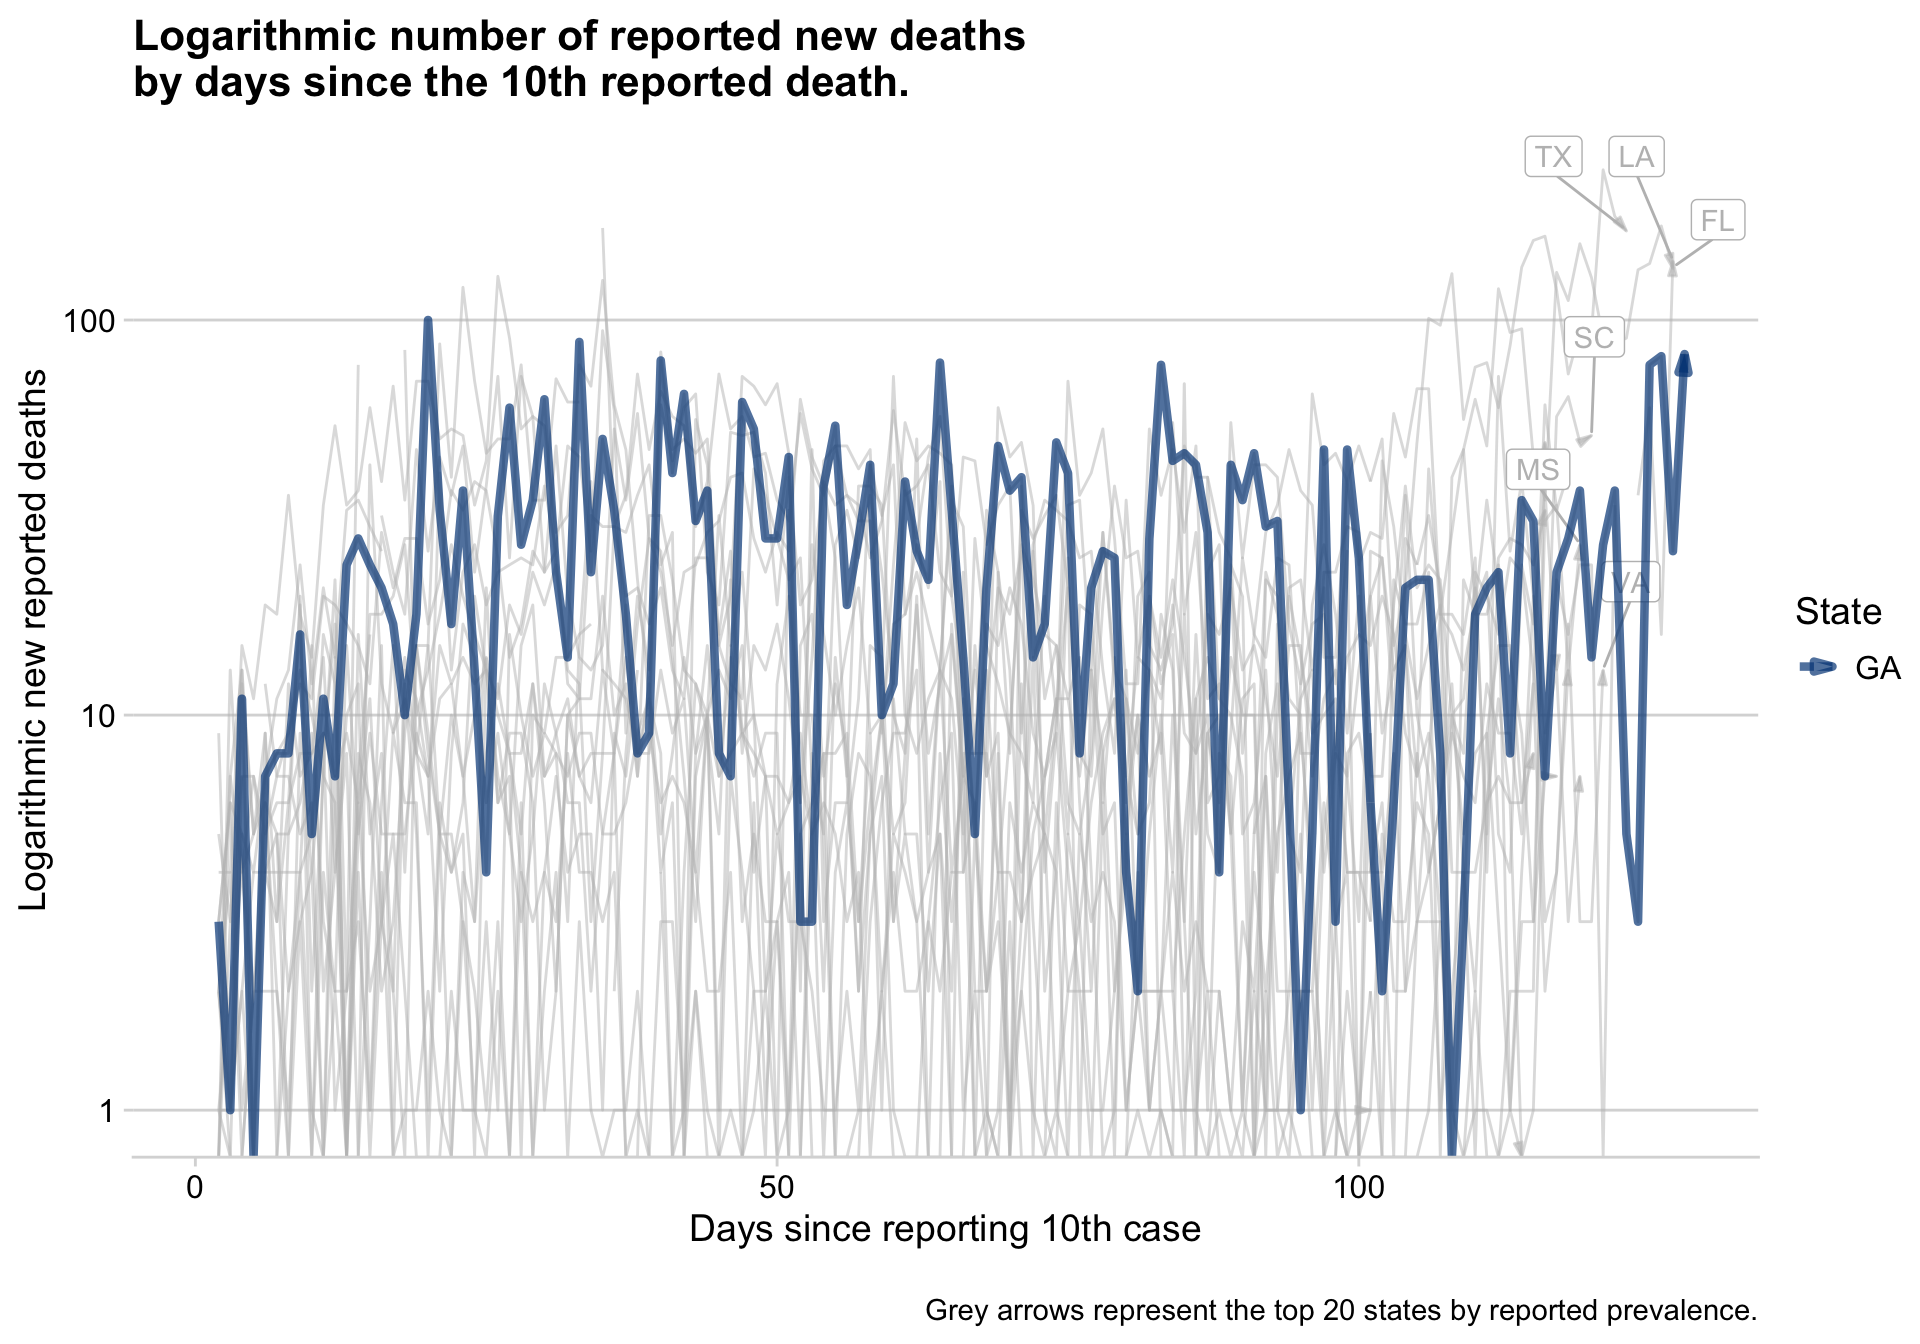 Logarithmic number of reported new deaths
by days since the 10th reported death.
TX
LA
FL
SC
MS
VA
Logarithmic new reported deaths
100
10
1
0
50
100
Days since reporting 10th case
State
GA
Grey arrows represent the top 20 states by reported prevalence.